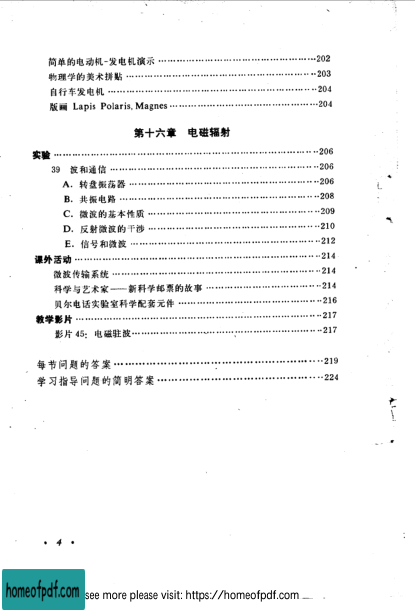 简单的电动机-发电机演示 ……………………………………202
物理学的美术拼贴 ……………………………………203
自行车发电机 ……………………………………204
版画 Lapis Polaris, Magnes ……………………………………204
第十六章 电磁辐射
实验 ……………………………………206
39 波和通信 ……………………………………206
A. 转盘振荡器 ……………………………………206
B. 共振电路 ……………………………………208
C. 微波的基本性质 ……………………………………209
D. 反射微波的干涉 ……………………………………210
E. 信号和微波 ……………………………………212
课外活动 ……………………………………214
微波传输系统 ……………………………………214
科学与艺术家——新科学邮票的故事 ……………………………………214
贝尔电话实验室科学配套元件 ……………………………………216
教学影片 ……………………………………217
影片 45: 电磁驻波 ……………………………………217
每节问题的答案 ……………………………………219
学习指导问题的简明答案 ……………………………………224
• 4 •
homeofpdf.com
see more please visit: https://homeofpdf.com